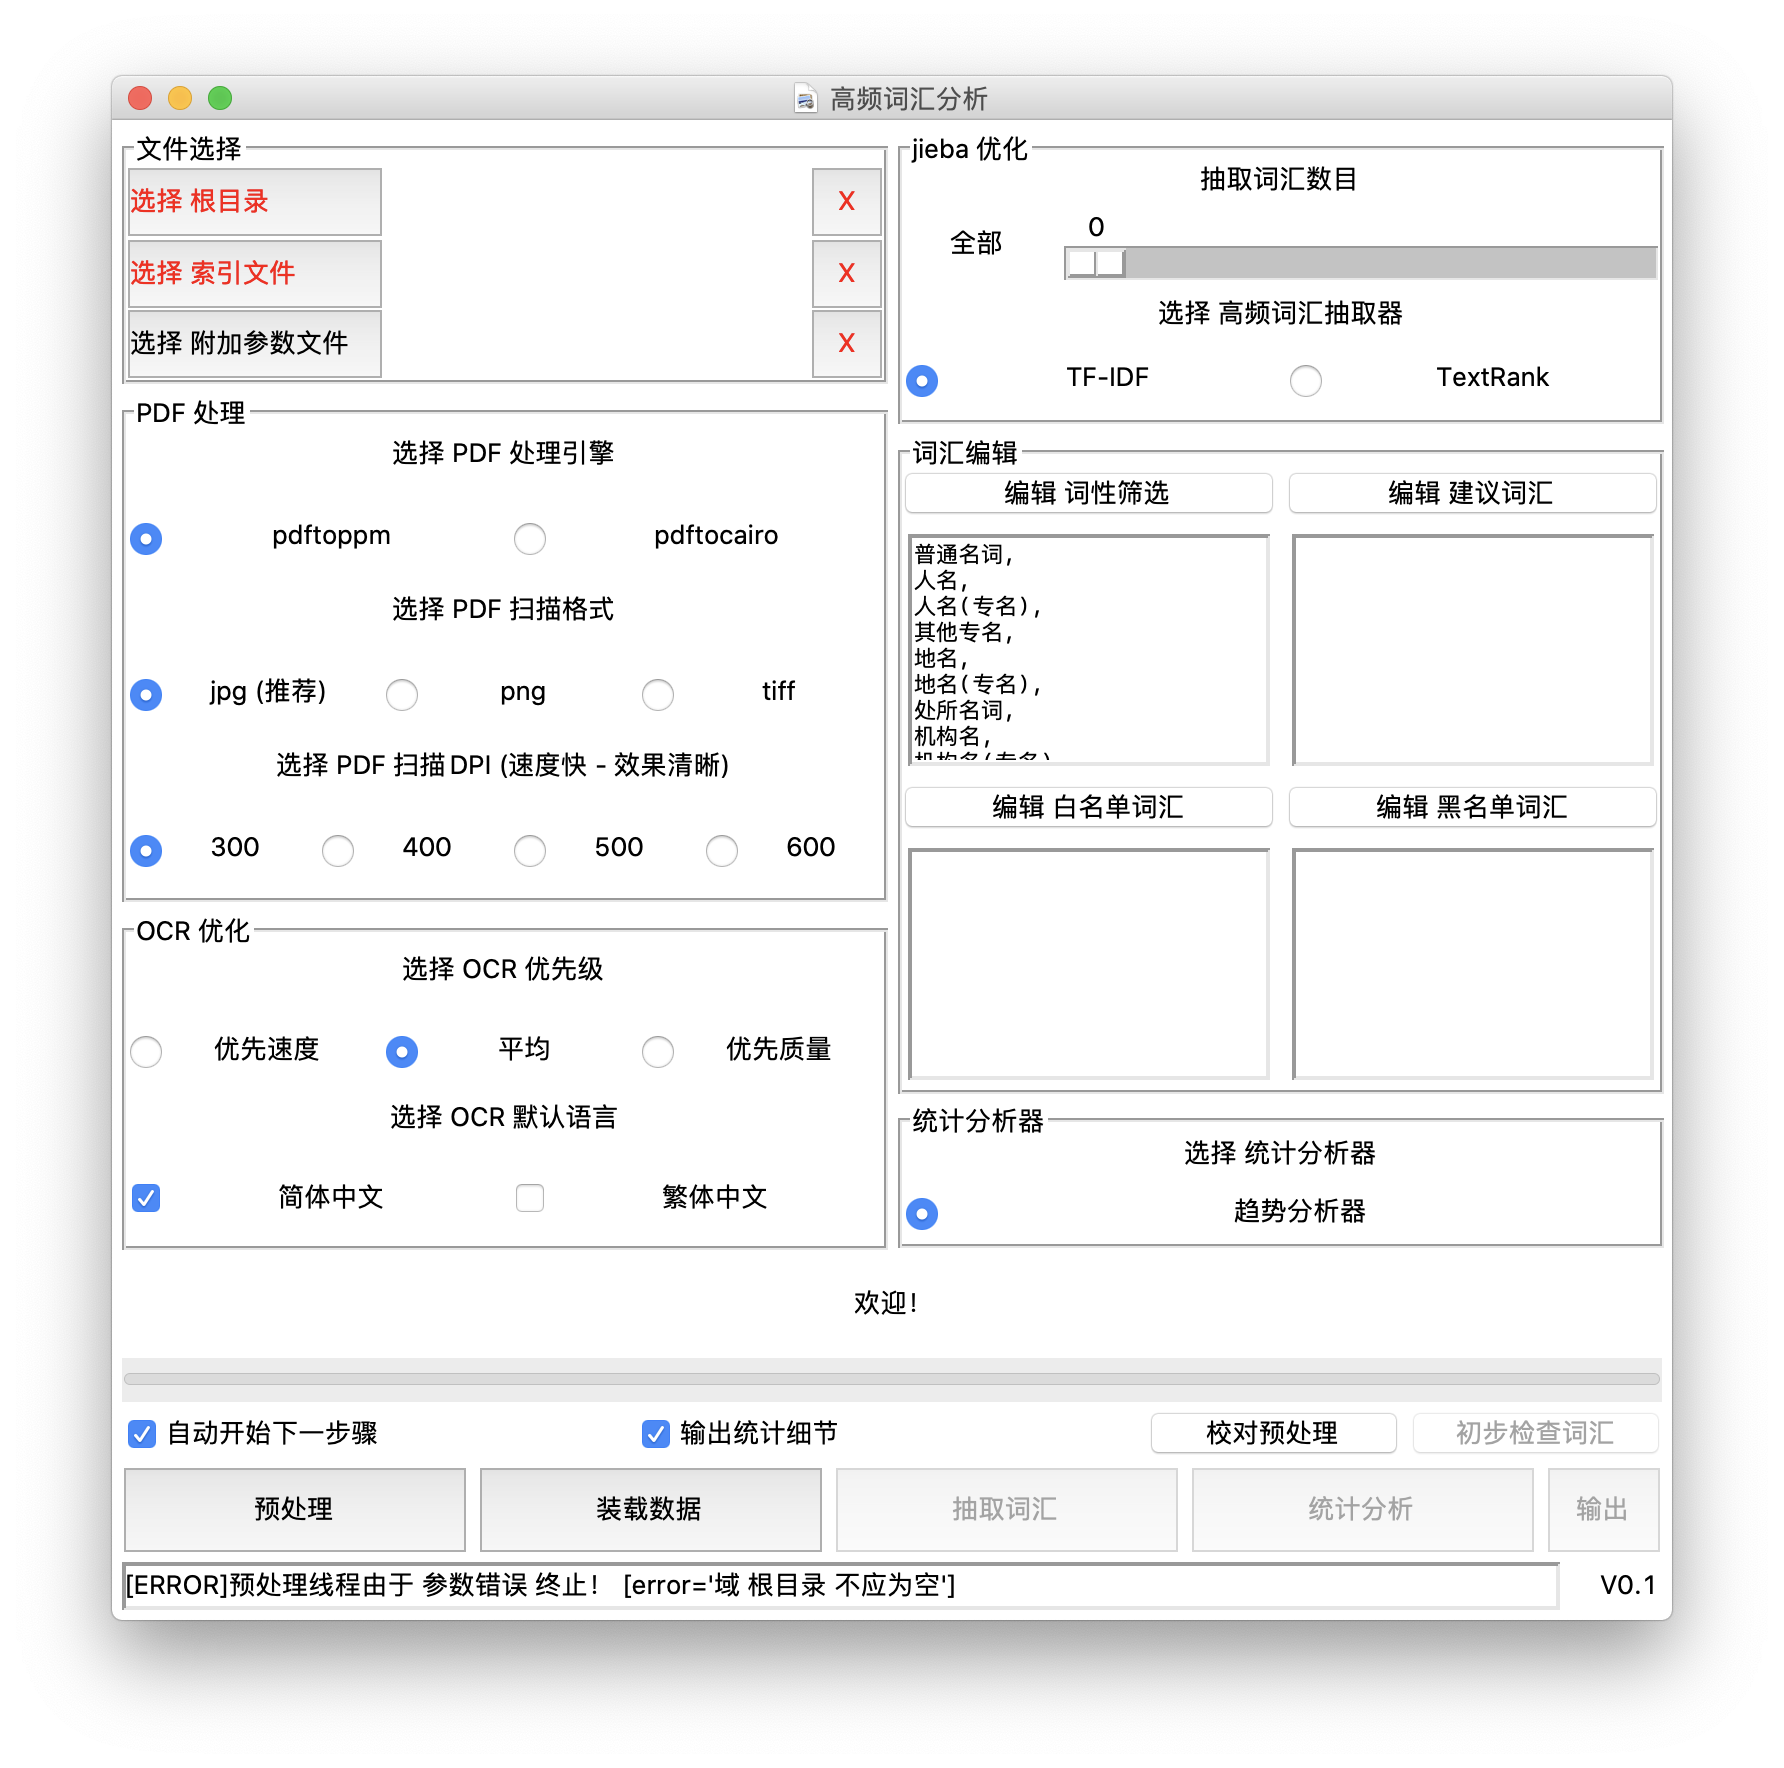 高频词汇分析
文件选择
选择 根目录
X
选择 索引文件
X
选择 附加参数文件
X
PDF 处理
选择 PDF 处理引擎
pdftoppm
pdftocairo
选择 PDF 扫描格式
jpg (推荐)
png
tiff
选择 PDF 扫描DPI (速度快 - 效果清晰)
300
400
500
600
OCR 优化
选择 OCR 优先级
优先速度
平均
优先质量
选择 OCR 默认语言
简体中文
繁体中文
jieba 优化
抽取词汇数目
全部
0
选择 高频词汇抽取器
TF-IDF
TextRank
词汇编辑
编辑 词性筛选
编辑 建议词汇
普通名词,
人名,
人名(专名),
其他专名,
地名,
地名(专名),
处所名词,
机构名,
机构名(专名)
编辑 白名单词汇
编辑 黑名单词汇
统计分析器
选择 统计分析器
趋势分析器
欢迎！
自动开始下一步骤
输出统计细节
校对预处理
初步检查词汇
预处理
装载数据
抽取词汇
统计分析
输出
[ERROR]预处理线程由于 参数错误 终止！ [error='域 根目录 不应为空']
V0.1